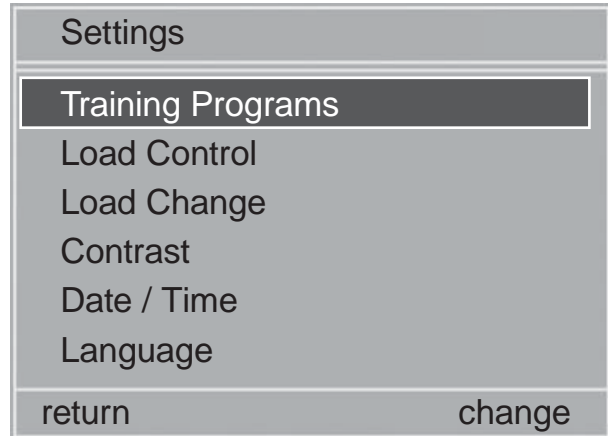 Settings
Training Programs
Load Control
Load Change
Contrast
Date / Time
Language
return change